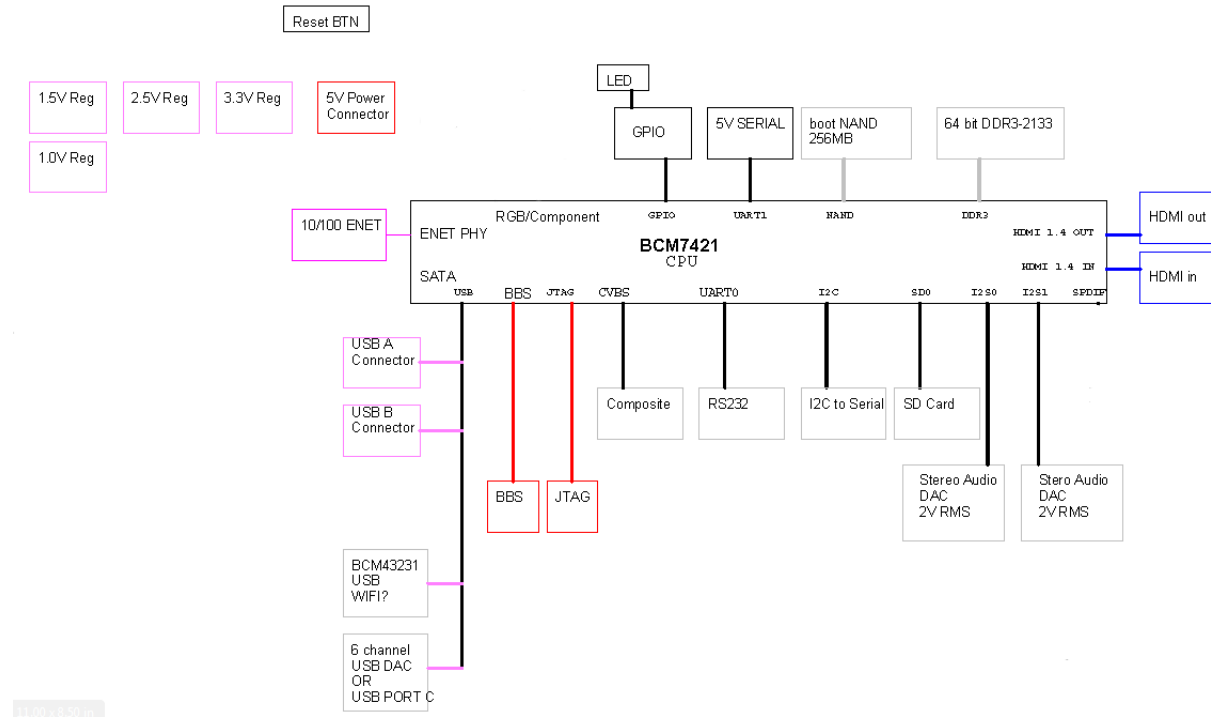 Reset BTN
1.5V Reg
2.5V Reg
3.3V Reg
5V Power
Connector
1.0V Reg
LED
GPIO
5V SERIAL
boot NAND
256MB
64 bit DDR3-2133
10/100 ENET
RGB/Component
GPIO
UART1
NAND
DDR3
ENET PHY
HDMI 1.4 OUT
BCM7421
CPU
HDMI 1.4 IN
SATA
USB
BBS
JTAG
CVBS
UART0
I2C
SD0
I2S0
I2S1
SPDIF
HDMI out
HDMI in
USB A
Connector
USB B
Connector
Composite
RS232
I2C to Serial
SD Card
Stereo Audio
DAC
2V RMS
Stero Audio
DAC
2V RMS
BBS
JTAG
BCM43231
USB
WIFI?
6 channel
USB DAC
OR
USB PORT C
11.00 x 8.50 in